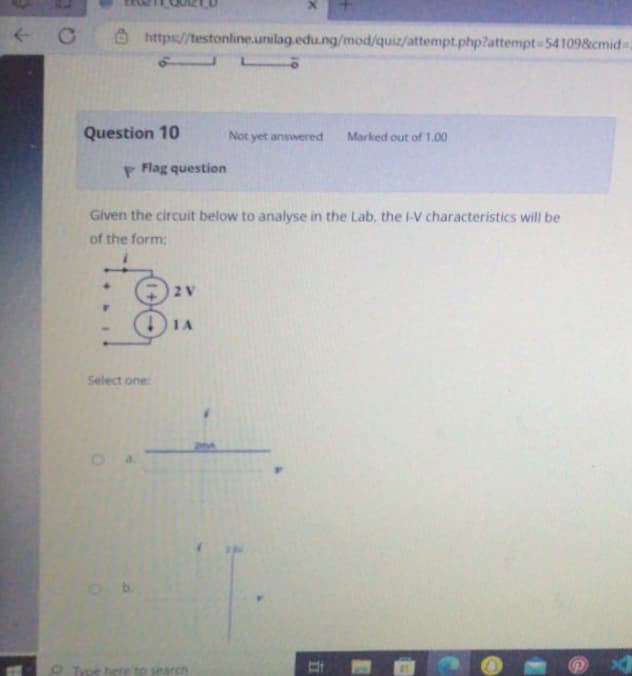 https://testonline.unilag.edu.ng/mod/quiz/attempt.php?attempt=54109&cmid=
Question 10
Not yet answered
Marked out of 1.00
Flag question
Given the circuit below to analyse in the Lab, the I-V characteristics will be
of the form:
i
+
− 2 V
+
v
− 1 A
Select one:
i
a.
v
i
b.
v
Type here to search